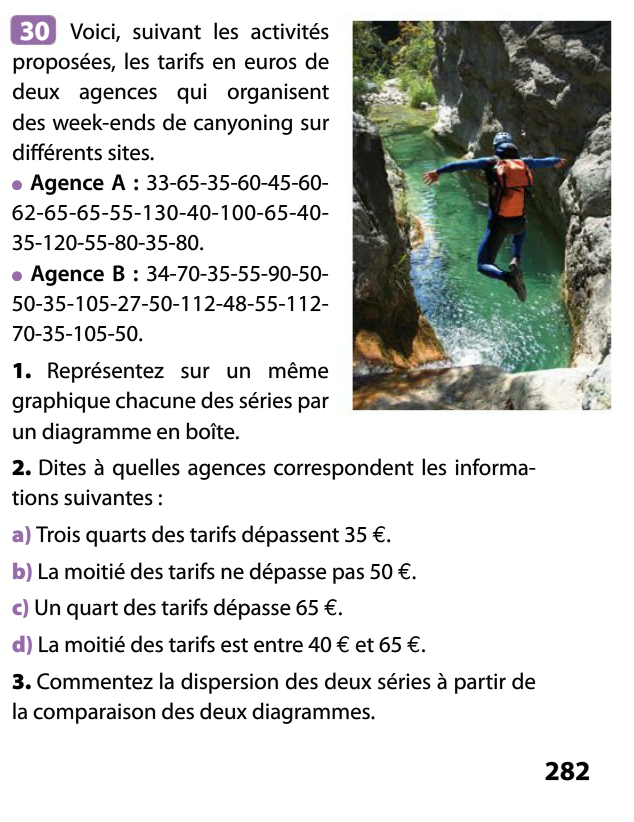 30 Voici, suivant les activités
proposées, les tarifs en euros de
deux agences qui organisent
des week-ends de canyoning sur
différents sites.
• Agence A : 33-65-35-60-45-60-
62-65-65-55-130-40-100-65-40-
35-120-55-80-35-80.
• Agence B : 34-70-35-55-90-50-
50-35-105-27-50-112-48-55-112-
70-35-105-50.
1. Représentez sur un même
graphique chacune des séries par
un diagramme en boîte.
2. Dites à quelles agences correspondent les informa-
tions suivantes :
a) Trois quarts des tarifs dépassent 35 €.
b) La moitié des tarifs ne dépasse pas 50 €.
c) Un quart des tarifs dépasse 65 €.
d) La moitié des tarifs est entre 40 € et 65 €.
3. Commentez la dispersion des deux séries à partir de
la comparaison des deux diagrammes.
282